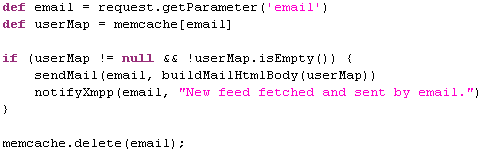 def email = request.getParameter('email')
def userMap = memcache[email]
if (userMap != null && !userMap.isEmpty()) {
sendMail(email, buildMailHtmlBody(userMap))
notifyXmpp(email, "New feed fetched and sent by email.")
}
memcache.delete(email);